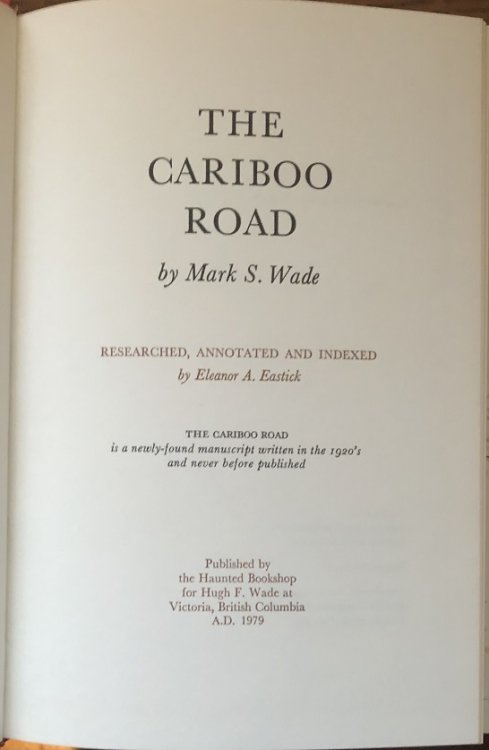 THE
CARIBOO
ROAD
by Mark S. Wade
RESEARCHED, ANNOTATED AND INDEXED
by Eleanor A. Eastick
THE CARIBOO ROAD
is a newly-found manuscript written in the 1920's
and never before published
Published by
the Haunted Bookshop
for Hugh F. Wade at
Victoria, British Columbia
A.D. 1979